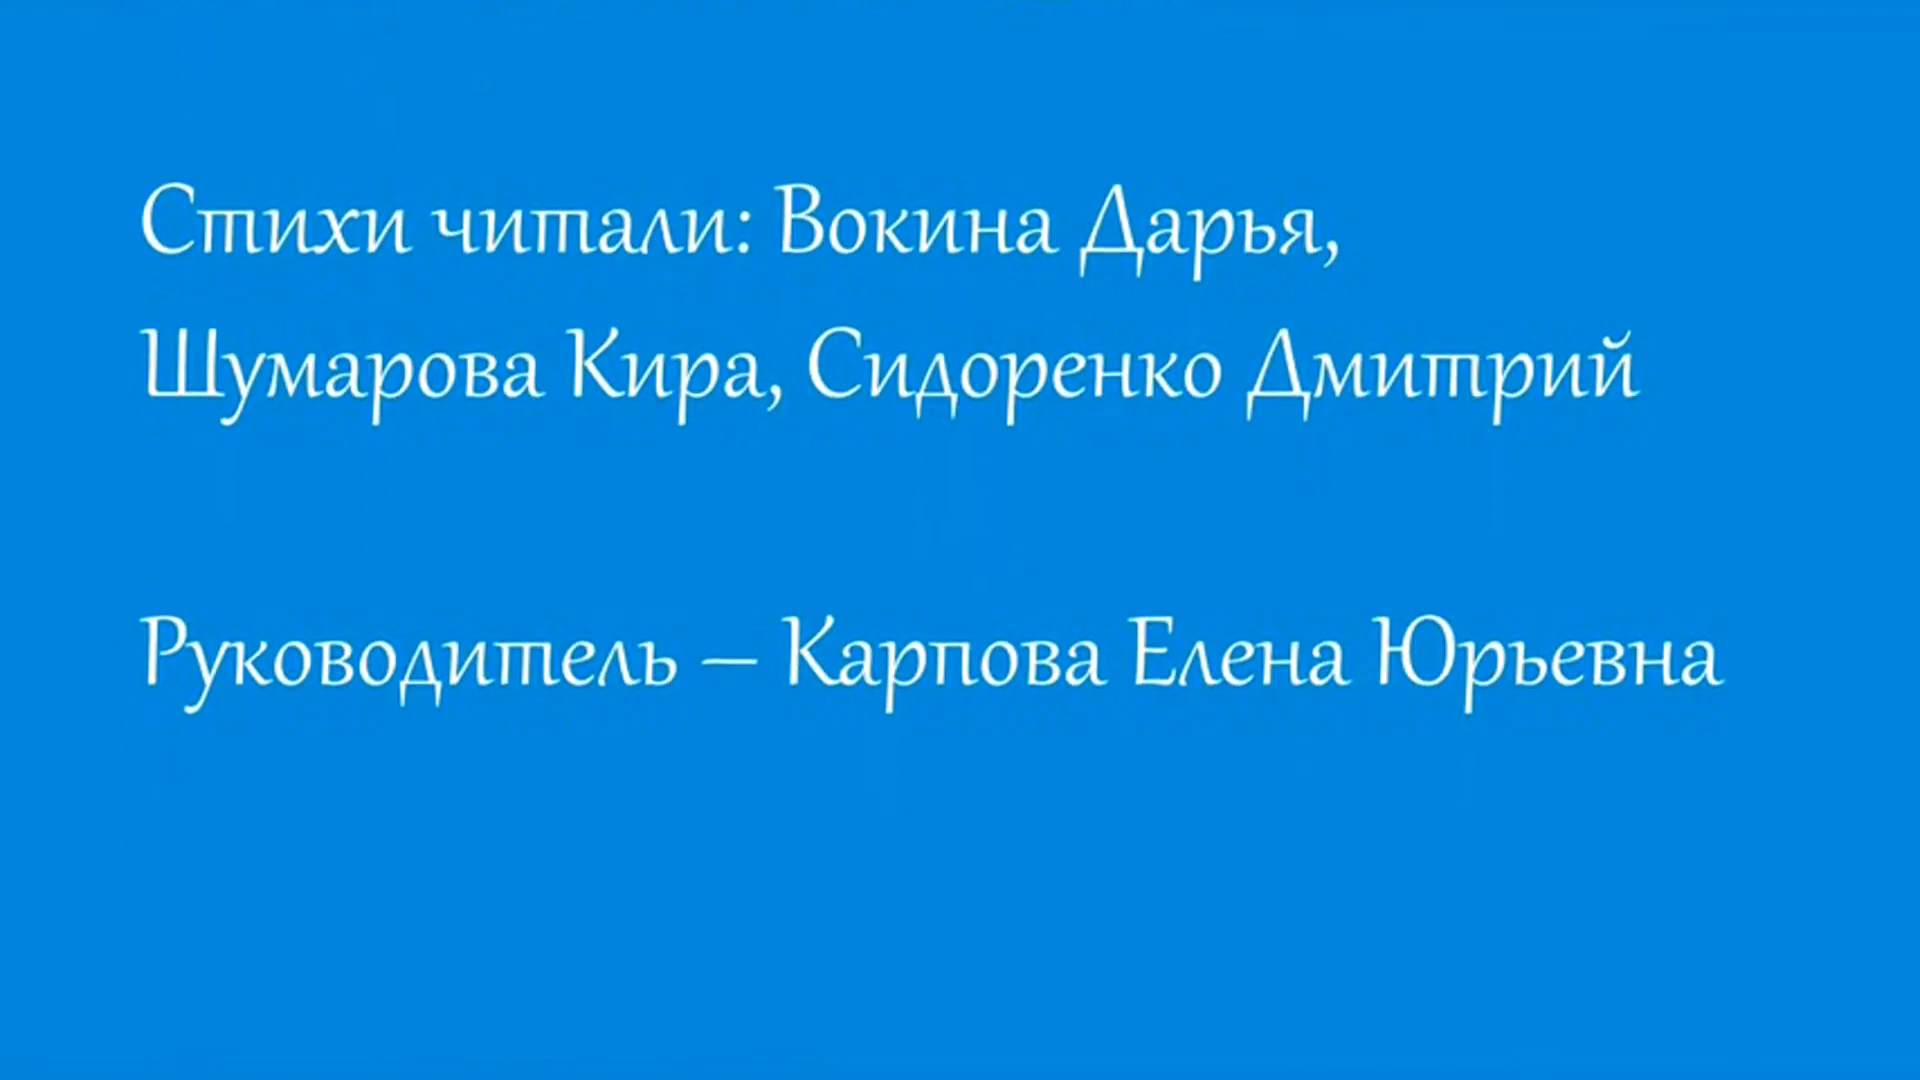 Стихи читали: Вокина Дарья,
Шумарова Кира, Сидоренко Дмитрий
Руководитель – Карпова Елена Юрьевна